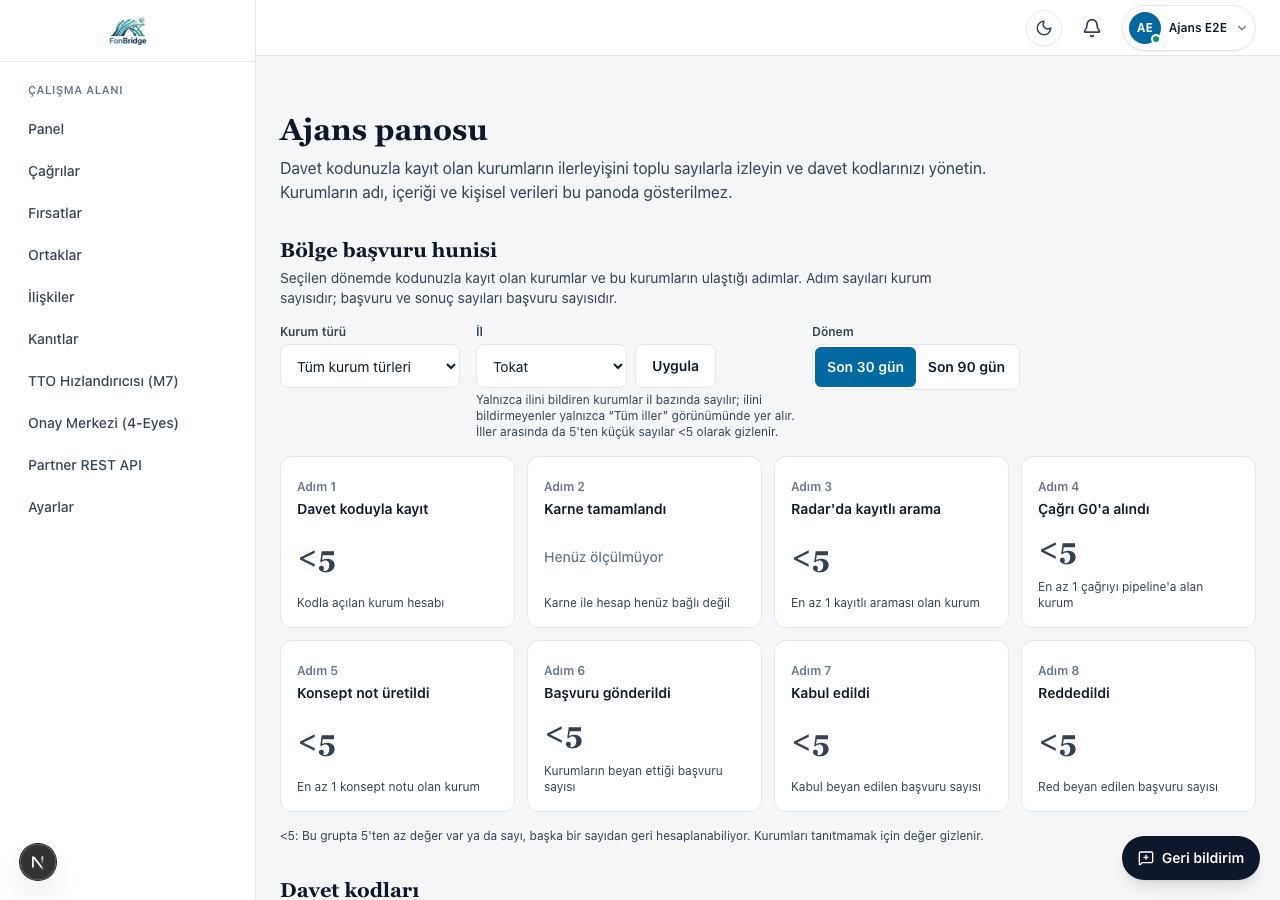 FonBridge
AE
Ajans E2E
ÇALIŞMA ALANI
Panel
Çağrılar
Fırsatlar
Ortaklar
İlişkiler
Kanıtlar
TTO Hızlandırıcısı (M7)
Onay Merkezi (4-Eyes)
Partner REST API
Ayarlar
Ajans panosu
Davet kodunuzla kayıt olan kurumların ilerleyişini toplu sayılarla izleyin ve davet kodlarınızı yönetin.
Kurumların adı, içeriği ve kişisel verileri bu panoda gösterilmez.
Bölge başvuru hunisi
Seçilen dönemde kodunuzla kayıt olan kurumlar ve bu kurumların ulaştığı adımlar. Adım sayıları kurum
sayısıdır; başvuru ve sonuç sayıları başvuru sayısıdır.
Kurum türü
Tüm kurum türleri
İl
Tokat
Uygula
Yalnızca ilini bildiren kurumlar il bazında sayılır; ilini
bildirmeyenler yalnızca “Tüm iller” görünümünde yer alır.
İller arasında da 5'ten küçük sayılar <5 olarak gizlenir.
Dönem
Son 30 gün
Son 90 gün
Adım 1
Davet koduyla kayıt
<5
Kodla açılan kurum hesabı
Adım 2
Karne tamamlandı
Henüz ölçülmüyor
Karne ile hesap henüz bağlı değil
Adım 3
Radar'da kayıtlı arama
<5
En az 1 kayıtlı araması olan kurum
Adım 4
Çağrı G0'a alındı
<5
En az 1 çağrıyı pipeline'a alan
kurum
Adım 5
Konsept not üretildi
<5
En az 1 konsept notu olan kurum
Adım 6
Başvuru gönderildi
<5
Kurumların beyan ettiği başvuru
sayısı
Adım 7
Kabul edildi
<5
Kabul beyan edilen başvuru sayısı
Adım 8
Reddedildi
<5
Red beyan edilen başvuru sayısı
<5: Bu grupta 5'ten az değer var ya da sayı, başka bir sayıdan geri hesaplanabiliyor. Kurumları tanıtmamak için değer gizlenir.
N
Geri bildirim
Davet kodları